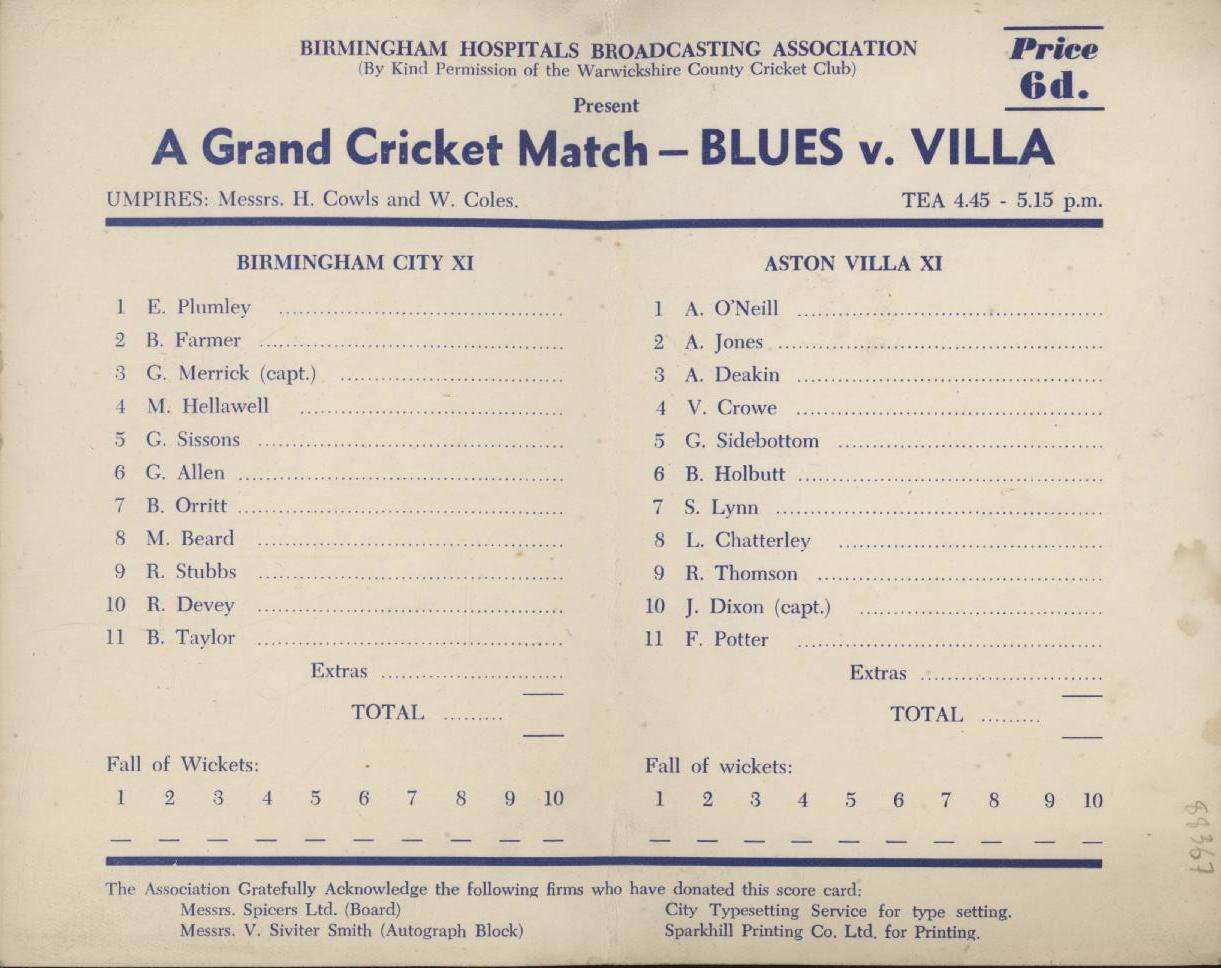 BIRMINGHAM HOSPITALS BROADCASTING ASSOCIATION
(By Kind Permission of the Warwickshire County Cricket Club)
Price
6d.
Present
A Grand Cricket Match — BLUES v. VILLA
UMPIRES: Messrs. H. Cowls and W. Coles.
TEA 4.45 - 5.15 p.m.
BIRMINGHAM CITY XI
1 E. Plumley
2 B. Farmer
3 G. Merrick (capt.)
4 M. Hellawell
5 G. Sissons
6 G. Allen
7 B. Orritt
8 M. Beard
9 R. Stubbs
10 R. Devey
11 B. Taylor
Extras
TOTAL
Fall of Wickets:
1 2 3 4 5 6 7 8 9 10
— — — — — — — — — —
ASTON VILLA XI
1 A. O'Neill
2 A. Jones
3 A. Deakin
4 V. Crowe
5 G. Sidebottom
6 B. Holbutt
7 S. Lynn
8 L. Chatterley
9 R. Thomson
10 J. Dixon (capt.)
11 F. Potter
Extras
TOTAL
Fall of wickets:
1 2 3 4 5 6 7 8 9 10
— — — — — — — — — —
The Association Gratefully Acknowledge the following firms who have donated this score card:
Messrs. Spicers Ltd. (Board)
Messrs. V. Siviter Smith (Autograph Block)
City Typesetting Service for type setting.
Sparkhill Printing Co. Ltd. for Printing.